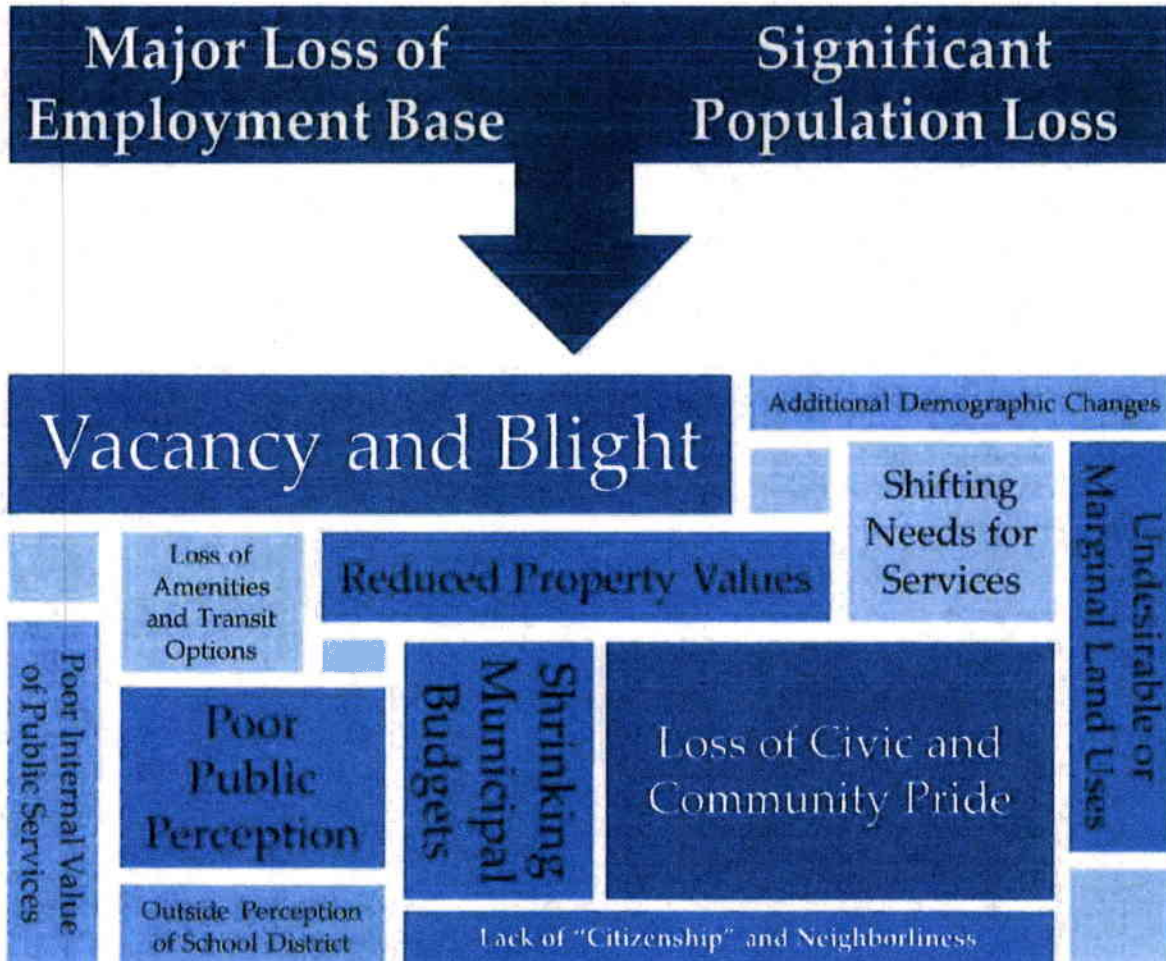 Major Loss of
Employment Base
Significant
Population Loss
Vacancy and Blight
Additional Demographic Changes
Shifting
Needs for
Services
Undesirable or
Marginal Land Uses
Loss of
Amenities
and Transit
Options
Reduced Property Values
Poor Internal Value
of Public Services
Poor
Public
Perception
Shrinking
Municipal
Budgets
Loss of Civic and
Community Pride
Outside Perception
of School District
Lack of "Citizenship" and Neighborliness